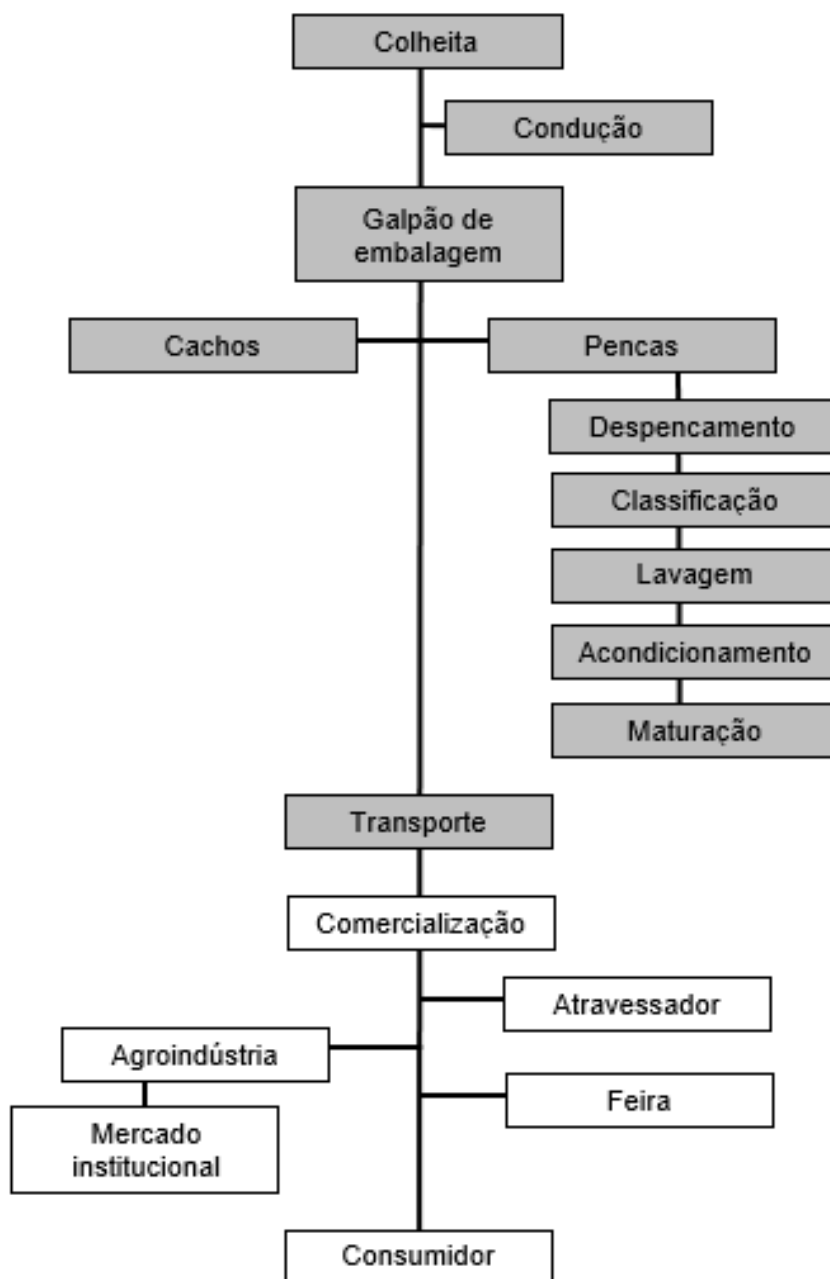 Colheita
Condução
Galpão de
embalagem
Cachos
Pencas
Despencamento
Classificação
Lavagem
Acondicionamento
Maturação
Transporte
Comercialização
Atravessador
Agroindústria
Feira
Mercado
institucional
Consumidor